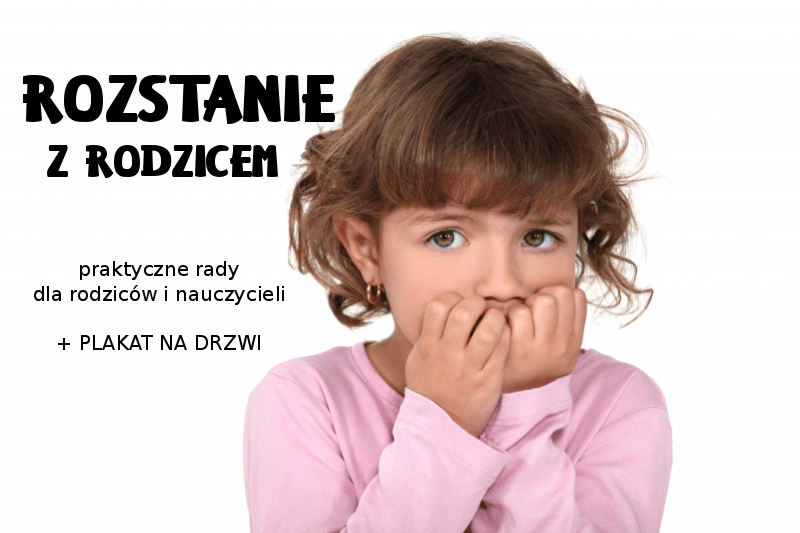 ROZSTANIE
Z RODZICEM
praktyczne rady
dla rodziców i nauczycieli
+ PLAKAT NA DRZWI